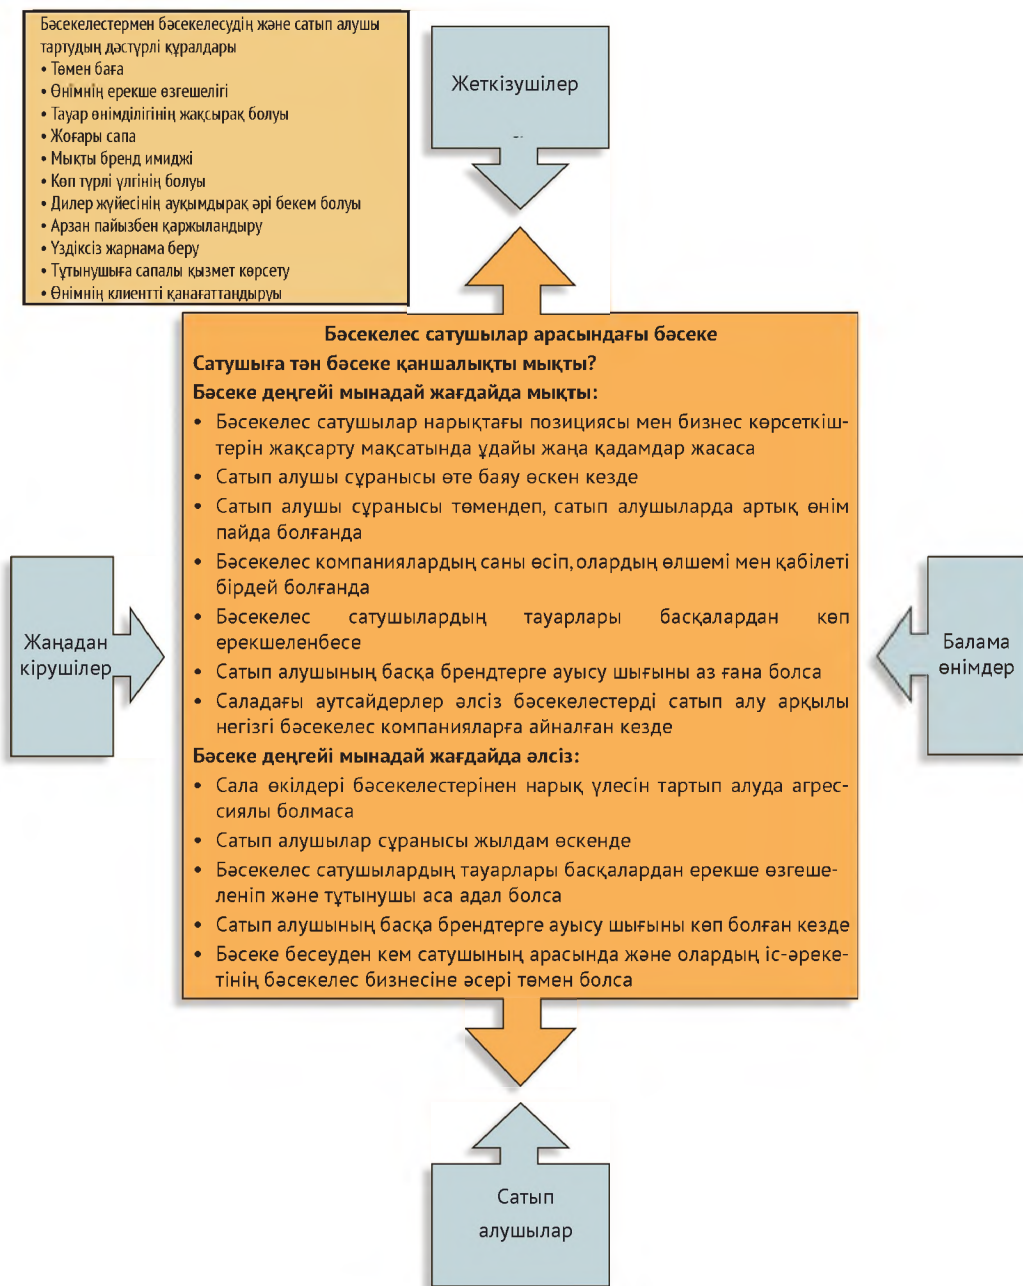 Бәсекелестермен бәсекелесудің және сатып алушы
тартудың дәстүрлі құралдары
• Төмен баға
• Өнімнің ерекше өзгешелігі
• Тауар өнімділігінің жақсырақ болуы
• Жоғары сапа
• Мықты бренд имиджі
• Көп түрлі үлгінің болуы
• Дилер жүйесінің ауқымдырақ әрі бекем болуы
• Арзан пайызбен қаржыландыру
• Үздіксіз жарнама беру
• Тұтынушыға сапалы қызмет көрсету
• Өнімнің клиентті қанағаттандыруы
Жеткізушілер
Бәсекелес сатушылар арасындағы бәсеке
Сатушыға тән бәсеке қаншалықты мықты?
Бәсеке деңгейі мынадай жағдайда мықты:
• Бәсекелес сатушылар нарықтағы позициясы мен бизнес көрсеткіш-
терін жақсарту мақсатында ұдайы жаңа қадамдар жасаса
• Сатып алушы сұранысы өте баяу өскен кезде
• Сатып алушы сұранысы төмендеп, сатып алушыларда артық өнім
пайда болғанда
• Бәсекелес компаниялардың саны өсіп, олардың өлшемі мен қабілеті
бірдей болғанда
• Бәсекелес сатушылардың тауарлары басқалардан көп
ерекшеленбесе
• Сатып алушының басқа брендтерге ауысу шығыны аз ғана болса
• Саладағы аутсайдерлер әлсіз бәсекелестерді сатып алу арқылы
негізгі бәсекелес компанияларға айналған кезде
Бәсеке деңгейі мынадай жағдайда әлсіз:
• Сала өкілдері бәсекелестерінен нарық үлесін тартып алуда агрес-
сиялы болмаса
• Сатып алушылар сұранысы жылдам өскенде
• Бәсекелес сатушылардың тауарлары басқалардан ерекше өзгеше-
леніп және тұтынушы аса адал болса
• Сатып алушының басқа брендтерге ауысу шығыны көп болған кезде
• Бәсеке бесеуден кем сатушының арасында және олардың іс-әреке-
тінің бәсекелес бизнесіне әсері төмен болса
Жаңадан
кірушілер
Балама
өнімдер
Сатып
алушылар